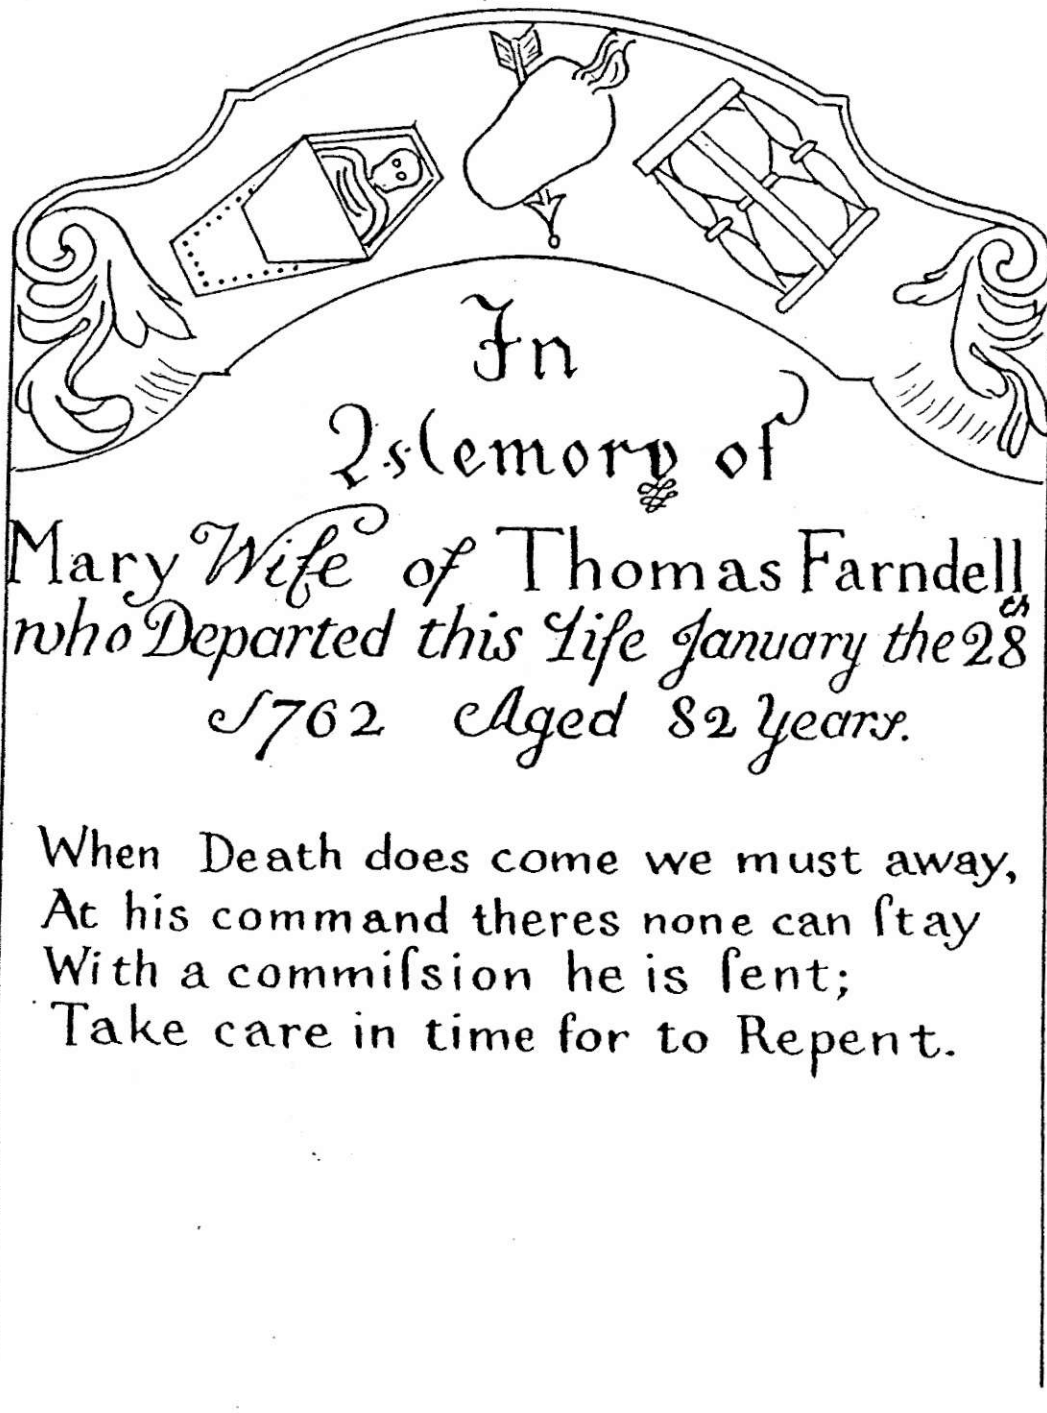 In
Memory of
Mary Wife of Thomas Farndell
who Departed this Life January the 28th
1762 Aged 82 Years.
When Death does come we must away,
At his command theres none can ſtay
With a commiſsion he is ſent;
Take care in time for to Repent.